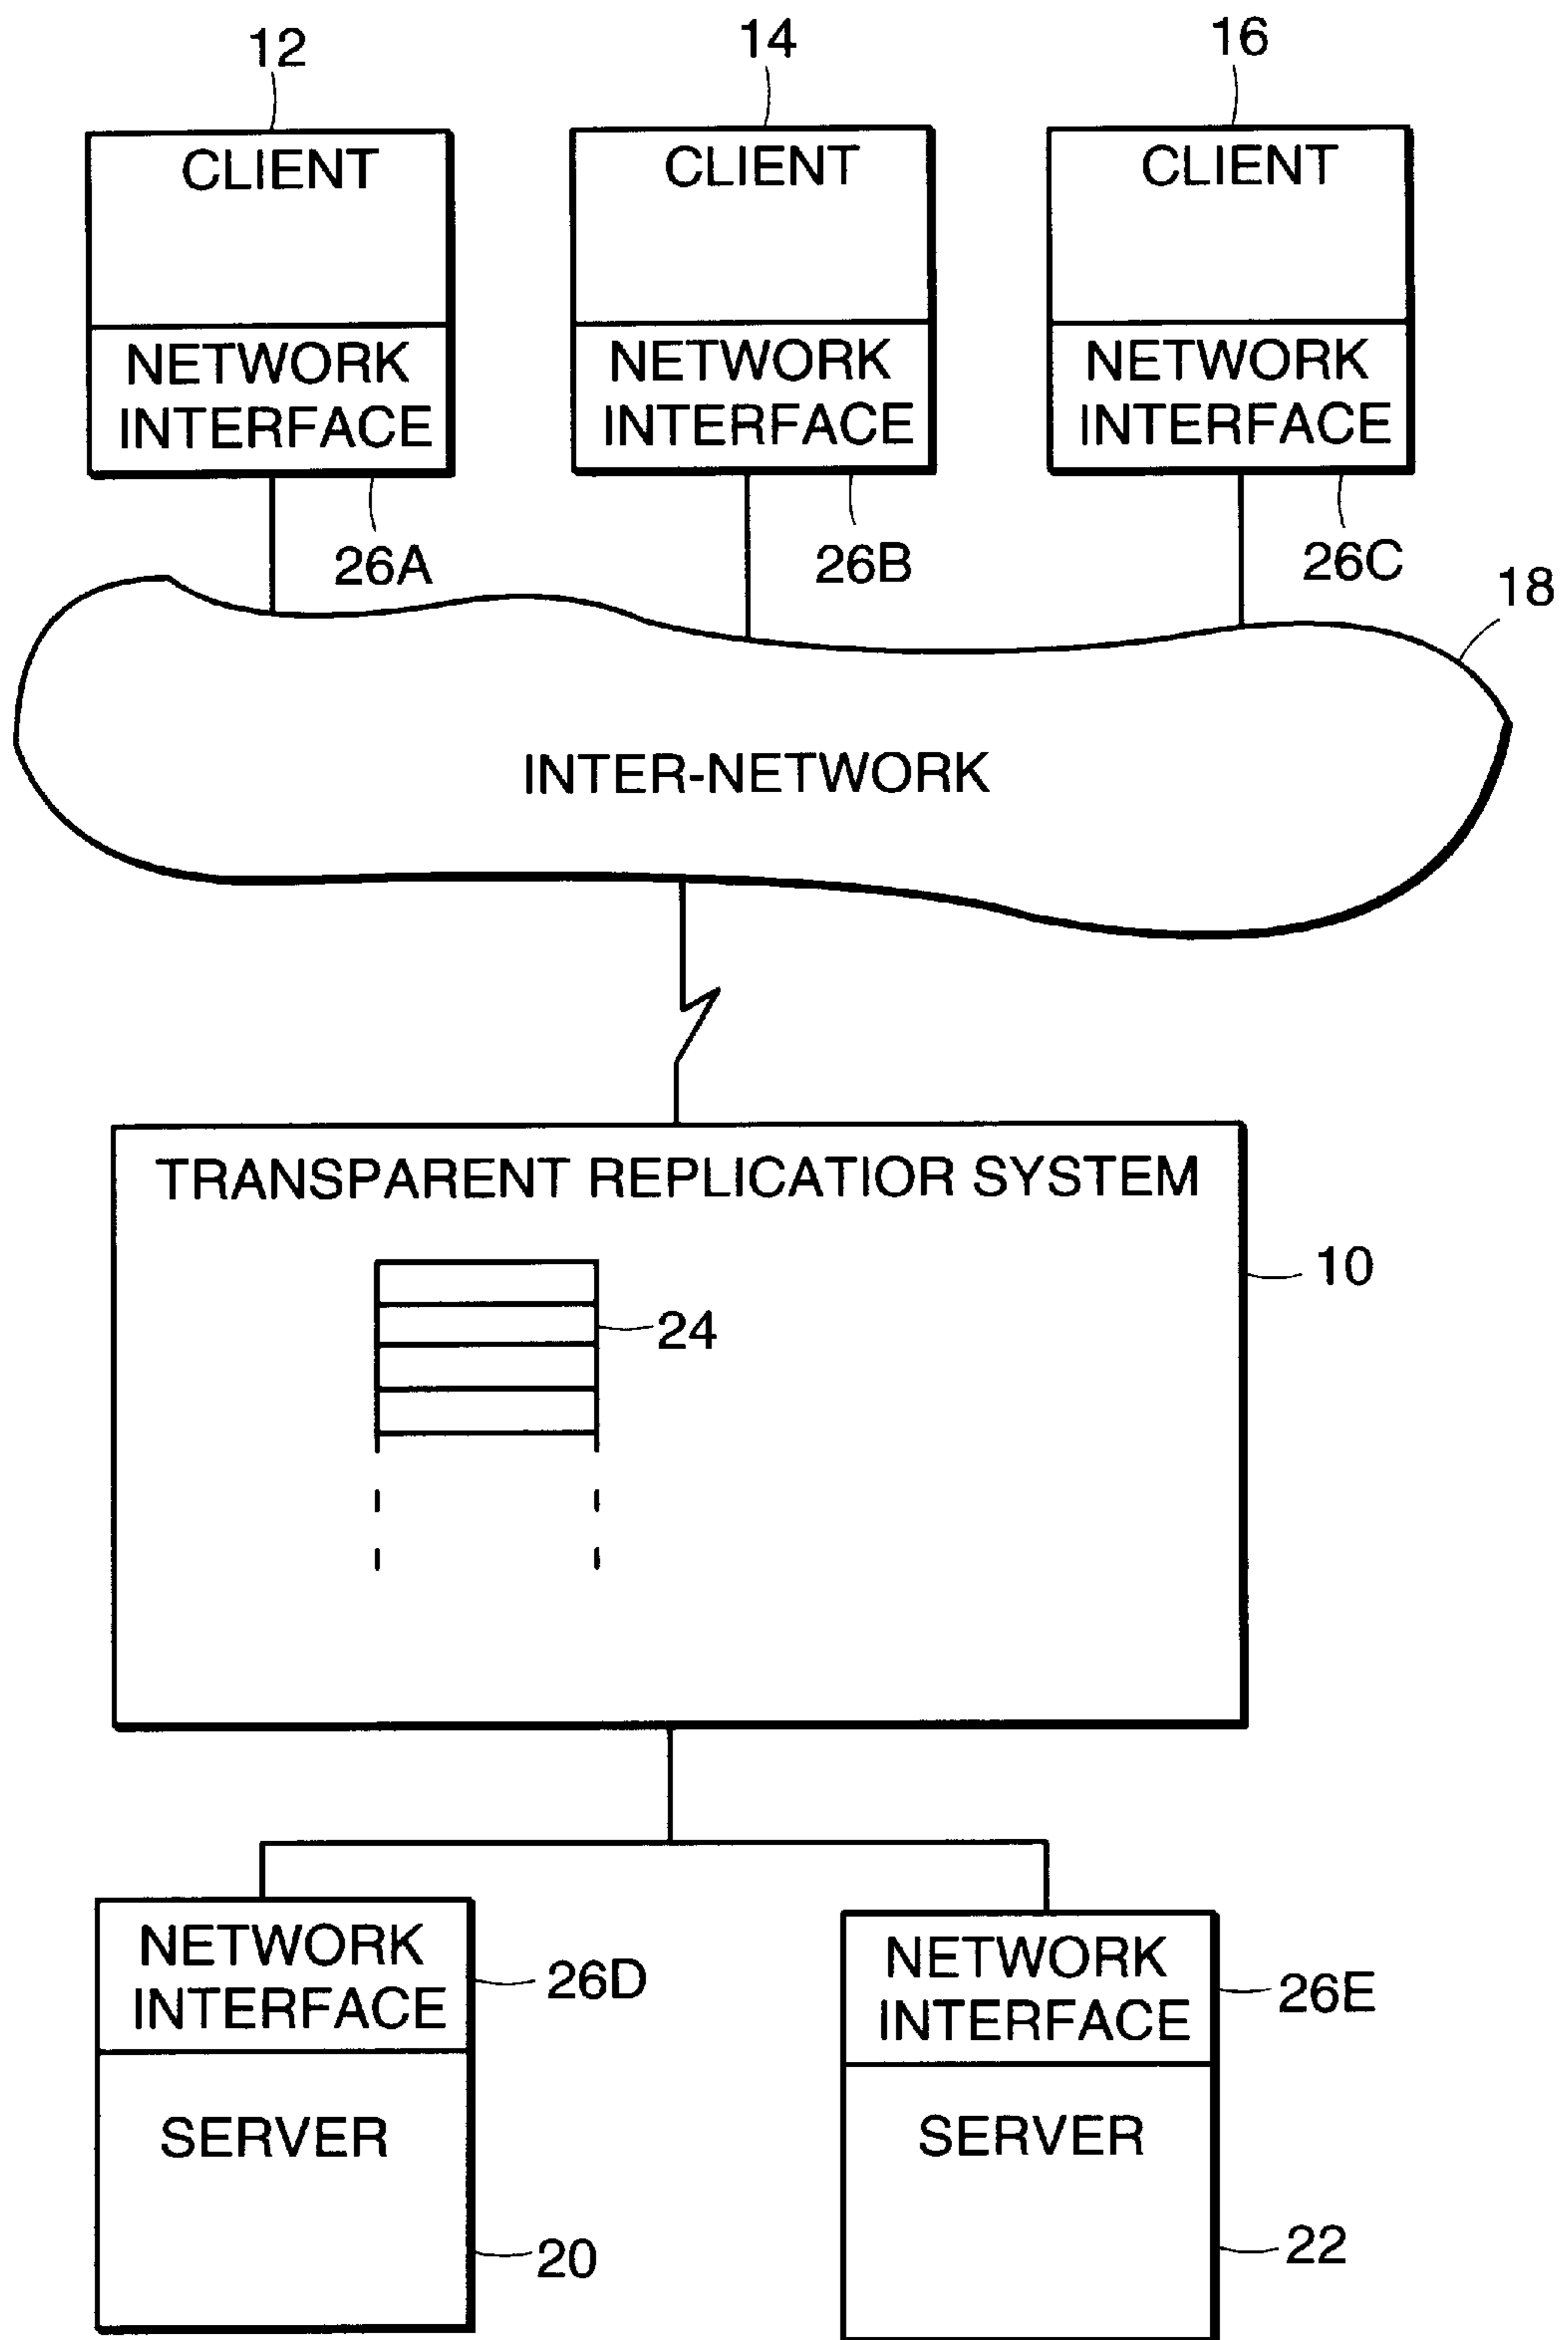 12
14
16
CLIENT
CLIENT
CLIENT
NETWORK
INTERFACE
NETWORK
INTERFACE
NETWORK
INTERFACE
26A
26B
26C
18
INTER-NETWORK
TRANSPARENT REPLICATIOR SYSTEM
10
24
NETWORK
INTERFACE
26D
NETWORK
INTERFACE
26E
SERVER
SERVER
20
22